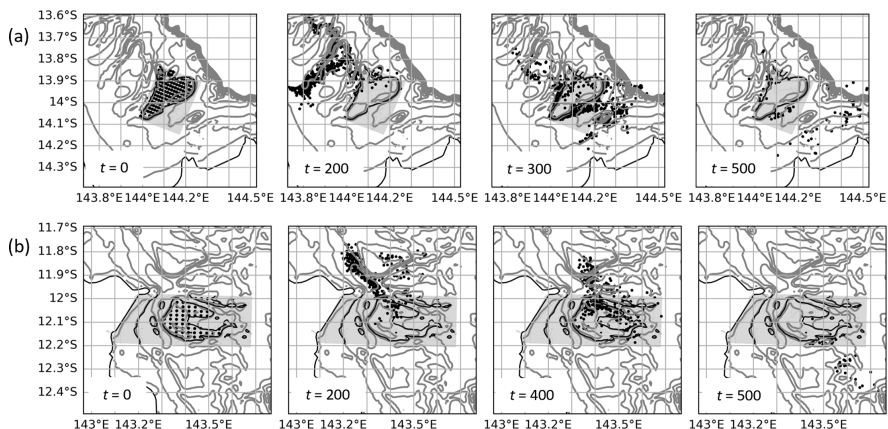 (a)
13.6°S
13.7°S
13.8°S
13.9°S
14°S
14.1°S
14.2°S
14.3°S
t = 0
t = 200
t = 300
t = 500
143.8°E 144.2°E 144.5°E 143.8°E 144.2°E 144.5°E 143.8°E 144.2°E 144.5°E 143.8°E 144.2°E 144.5°E
(b)
11.7°S
11.8°S
11.9°S
12°S
12.1°S
12.2°S
12.3°S
12.4°S
t = 0
t = 200
t = 400
t = 500
143°E 143.2°E 143.5°E 143°E 143.2°E 143.5°E 143°E 143.2°E 143.5°E 143°E 143.2°E 143.5°E